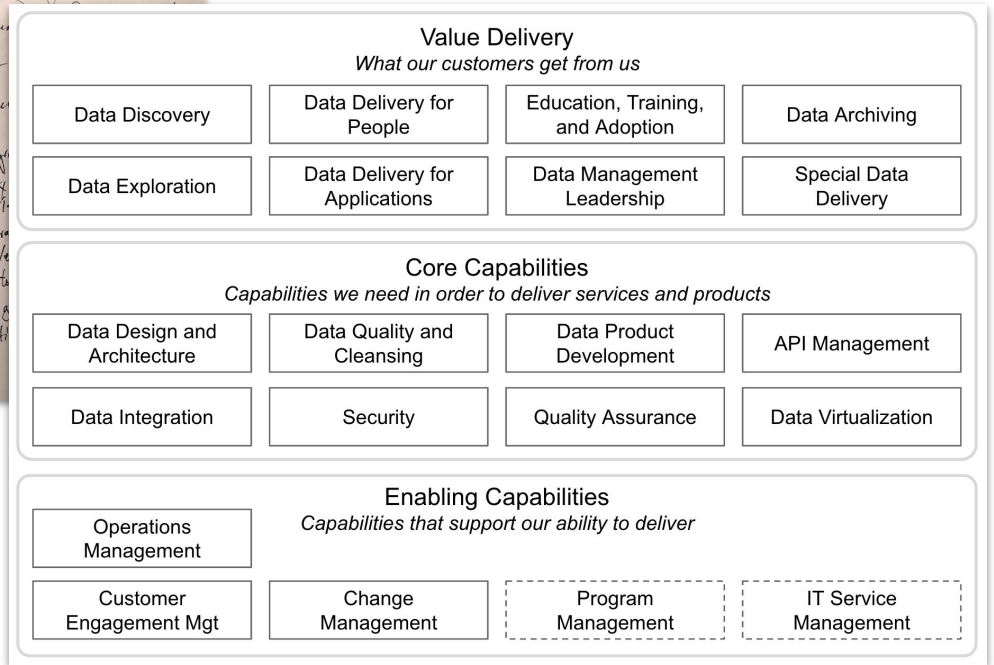 Value Delivery
What our customers get from us
Data Discovery
Data Delivery for
People
Education, Training,
and Adoption
Data Archiving
Data Exploration
Data Delivery for
Applications
Data Management
Leadership
Special Data
Delivery
Core Capabilities
Capabilities we need in order to deliver services and products
Data Design and
Architecture
Data Quality and
Cleansing
Data Product
Development
API Management
Data Integration
Security
Quality Assurance
Data Virtualization
Enabling Capabilities
Capabilities that support our ability to deliver
Operations
Management
Customer
Engagement Mgt
Change
Management
Program
Management
IT Service
Management